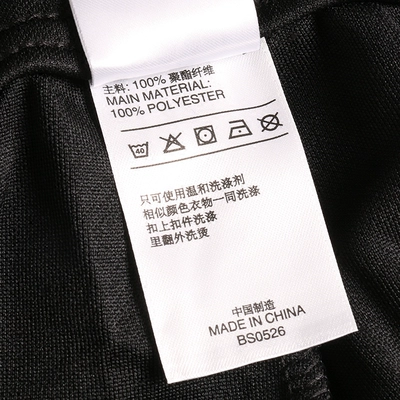 主料: 100% 聚酯纤维
MAIN MATERIAL:
100% POLYESTER
40
只可使用温和洗涤剂
相似颜色衣物一同洗涤
扣上扣件洗涤
里翻外洗烫
中国制造
MADE IN CHINA
BS0526